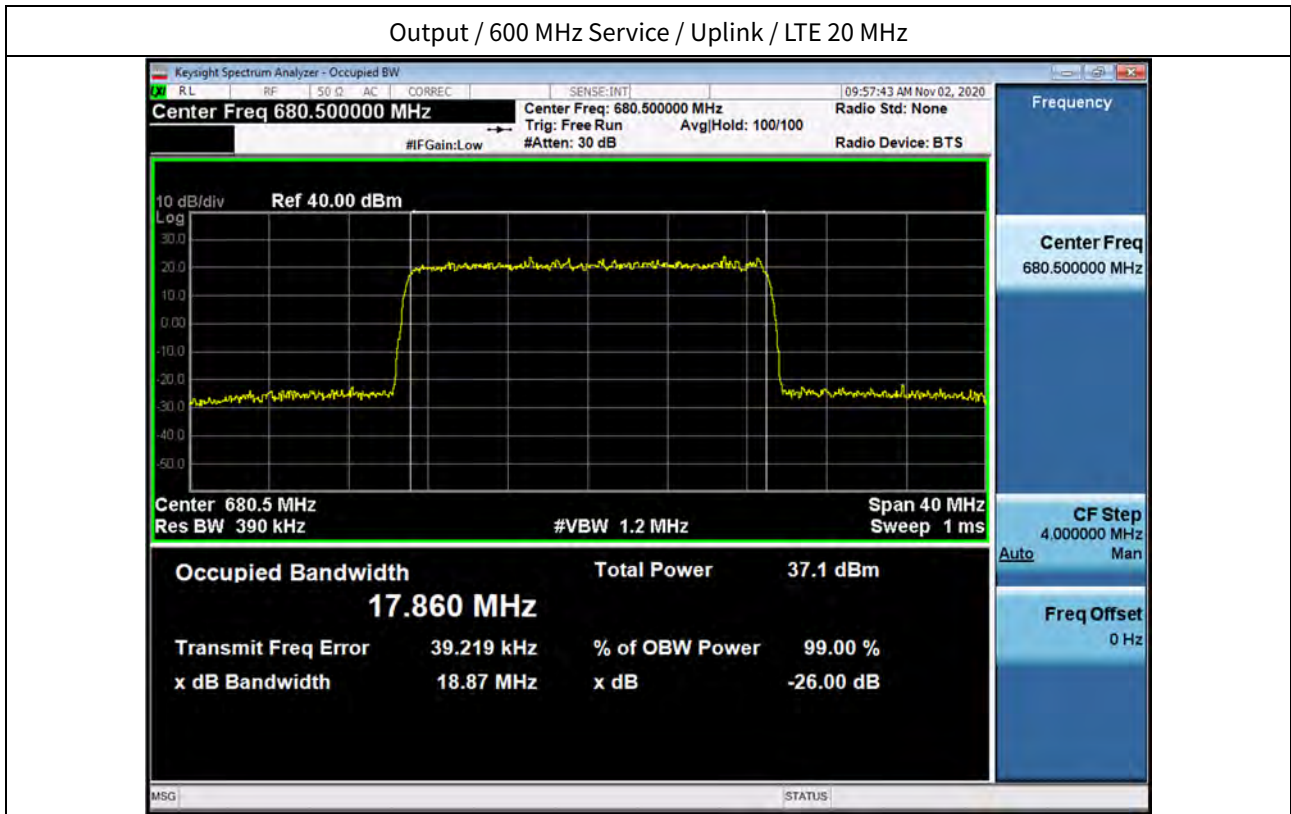 Output / 600 MHz Service / Uplink / LTE 20 MHz
Keysight Spectrum Analyzer - Occupied BW
LXI RL RF 50 Ω AC CORREC SENSE:INT 09:57:43 AM Nov 02, 2020
Center Freq 680.500000 MHz Center Freq: 680.500000 MHz Radio Std: None
Trig: Free Run Avg|Hold: 100/100
#IFGain:Low #Atten: 30 dB Radio Device: BTS
Frequency
10 dB/div Ref 40.00 dBm
Log
30.0
20.0
10.0
0.00
-10.0
-20.0
-30.0
-40.0
-50.0
Center 680.5 MHz Span 40 MHz
Res BW 390 kHz #VBW 1.2 MHz Sweep 1 ms
Center Freq
680.500000 MHz
CF Step
4.000000 MHz
Auto Man
Freq Offset
0 Hz
Occupied Bandwidth Total Power 37.1 dBm
17.860 MHz
Transmit Freq Error 39.219 kHz % of OBW Power 99.00 %
x dB Bandwidth 18.87 MHz x dB -26.00 dB
MSG STATUS